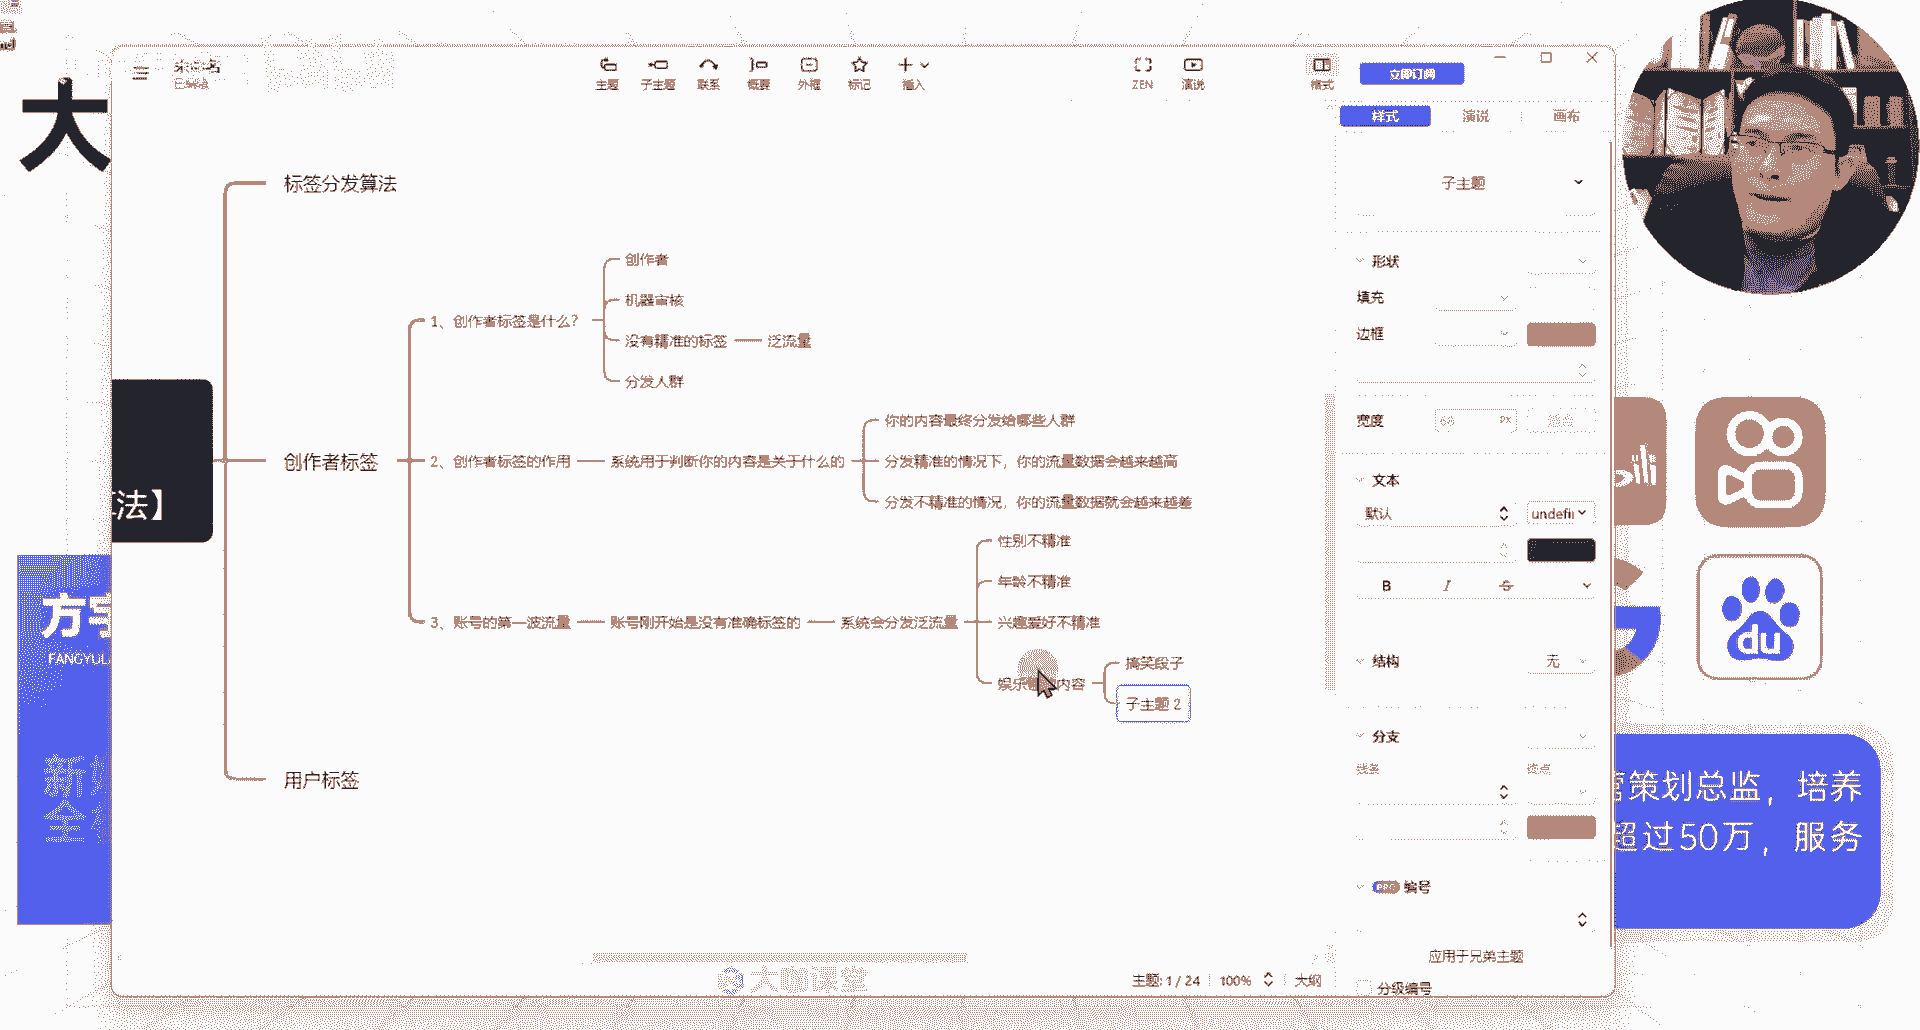 大
未命名
已编辑
主题
子主题
联系
概要
外框
标记
插入
ZEN
演说
格式
立即订阅
样式
演说
画布
子主题
形状
填充
边框
宽度
66
PX
文本
默认
B
I
S
结构
无
分支
线条
终点
PRO 编号
应用于兄弟主题
分级编号
标签分发算法
创作者标签
用户标签
法】
1、创作者标签是什么?
创作者
机器审核
没有精准的标签
泛流量
分发人群
2、创作者标签的作用
系统用于判断你的内容是关于什么的
你的内容最终分发给哪些人群
分发精准的情况下，你的流量数据会越来越高
分发不精准的情况，你的流量数据就会越来越差
3、账号的第一波流量
账号刚开始是没有准确标签的
系统会分发泛流量
性别不精准
年龄不精准
兴趣爱好不精准
娱乐
内容
搞笑段子
子主题 2
大咖课堂
主题: 1 / 24
100%
大纲
方
FANGYU
新
全
du
策划总监，培养
超过50万，服务